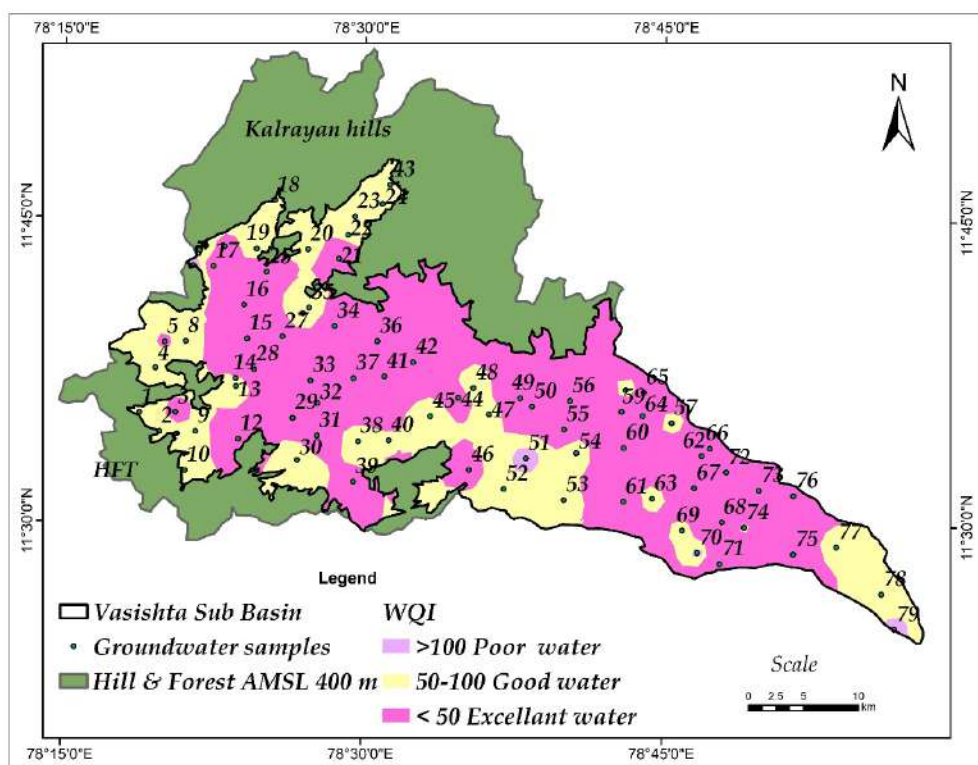 78°15'0"E 78°30'0"E 78°45'0"E
N
Kalrayan hills
43
18
24
23
11°45'0"N 11°45'0"N
19 20 22
17 21
16 35
34
5 8 15 27 36
4 28 37 41 42
14 33 48 49 56 65
1 3 13 32 45 44 50 59 64 57
2 9 12 29 31 38 40 47 55 60 66
10 30 51 54 62 72
HFT 39 46 52 53 61 63 67 73 76
11°30'0"N 11°30'0"N
69 68 74
70 71 75 77
78
79
Legend
Vasishta Sub Basin WQI
Groundwater samples >100 Poor water
Hill & Forest AMSL 400 m 50-100 Good water
< 50 Excellant water
Scale
0 2.5 5 10
km
78°15'0"E 78°30'0"E 78°45'0"E